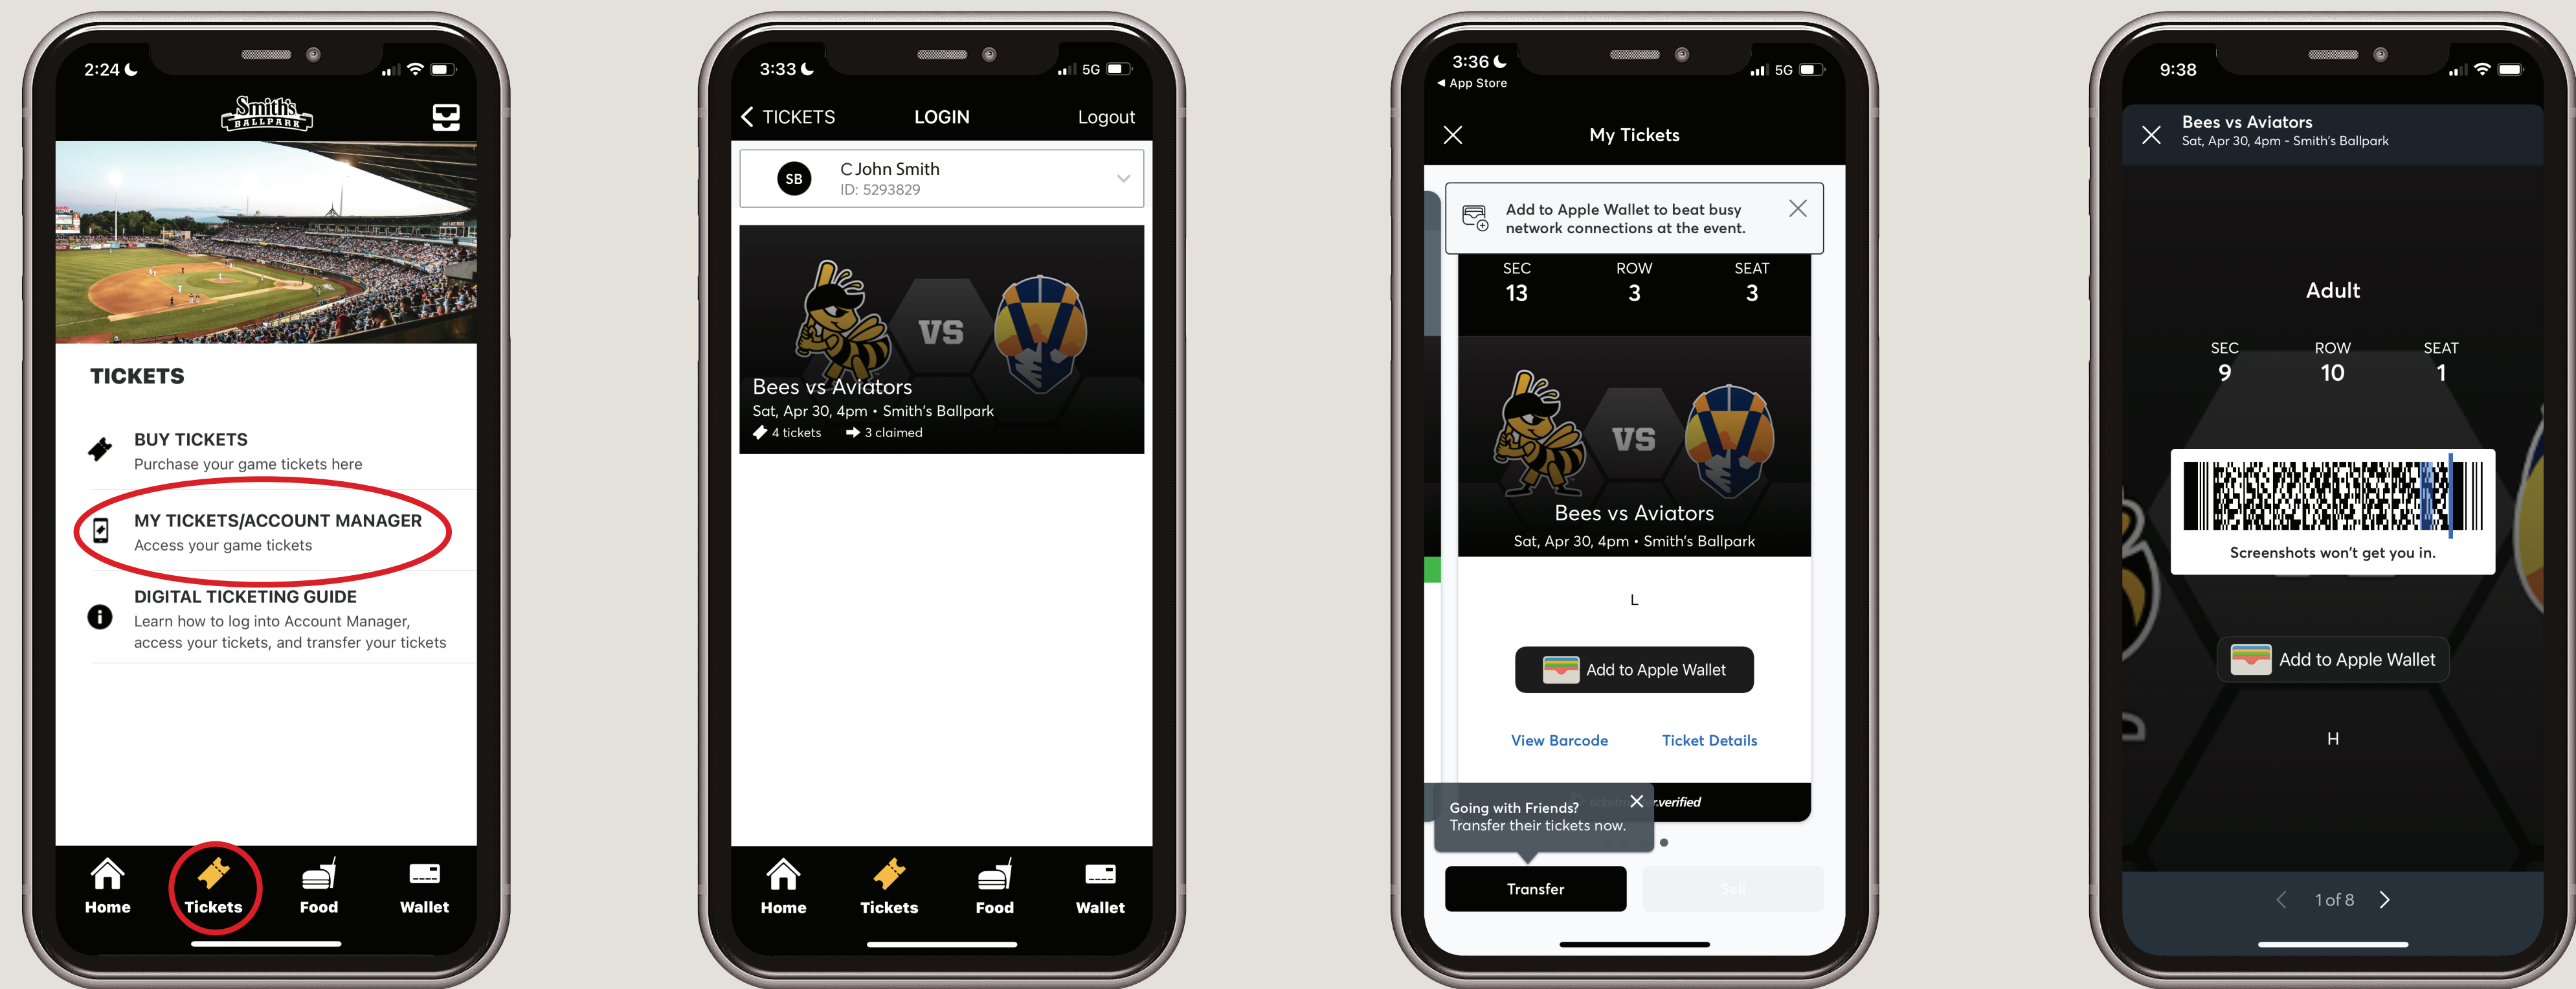 2:24
Smith's
BALLPARK
TICKETS
BUY TICKETS
Purchase your game tickets here
MY TICKETS/ACCOUNT MANAGER
Access your game tickets
DIGITAL TICKETING GUIDE
Learn how to log into Account Manager,
access your tickets, and transfer your tickets
Home Tickets Food Wallet
3:33 5G
TICKETS LOGIN Logout
SB
C John Smith
ID: 5293829
VS
Bees vs Aviators
Sat, Apr 30, 4pm • Smith's Ballpark
4 tickets 3 claimed
Home Tickets Food Wallet
3:36 5G
App Store
My Tickets
Add to Apple Wallet to beat busy
network connections at the event.
SEC ROW SEAT
13 3 3
VS
Bees vs Aviators
Sat, Apr 30, 4pm • Smith's Ballpark
L
Add to Apple Wallet
View Barcode Ticket Details
Going with Friends?
Transfer their tickets now.
.verified
Transfer Sell
9:38
Bees vs Aviators
Sat, Apr 30, 4pm - Smith's Ballpark
Adult
SEC ROW SEAT
9 10 1
Screenshots won't get you in.
Add to Apple Wallet
H
1 of 8